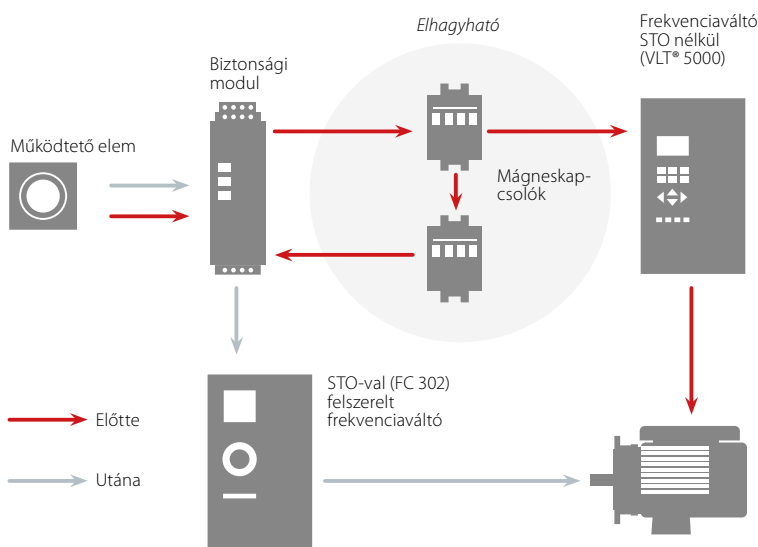 Elhagyható
Frekvenciaváltó
STO nélkül
(VLT® 5000)
Biztonsági
modul
Működtető elem
Mágneskap-
csolók
STO-val (FC 302)
felszerelt
frekvenciaváltó
Előtte
Utána